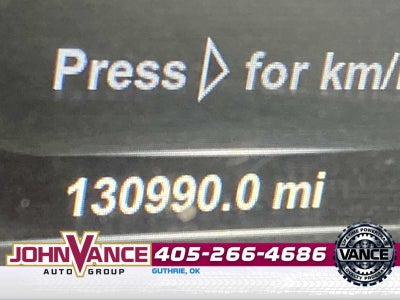 Press ▷ for km/
130990.0 mi
JOHN VANCE
AUTO GROUP
405-266-4686
GUTHRIE, OK
VANCE